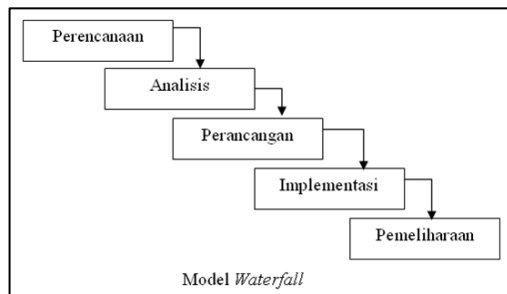 Perencanaan
Analisis
Perancangan
Implementasi
Pemeliharaan
Model Waterfall